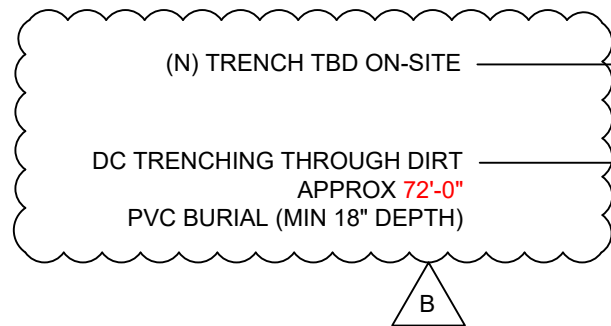 (N) TRENCH TBD ON-SITE
DC TRENCHING THROUGH DIRT
APPROX 72'-0"
PVC BURIAL (MIN 18" DEPTH)
B